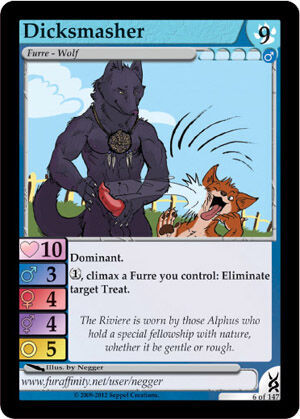 Dicksmasher 9
Furre - Wolf
10
3
4
4
5
Dominant.
1, climax a Furre you control: Eliminate
target Treat.
The Riviere is worn by those Alphus who
hold a special fellowship with nature,
whether it be gentle or rough.
Illus. by Negger
www.furaffinity.net/user/negger
© 2009-2012 Seppel Creations.
6 of 147